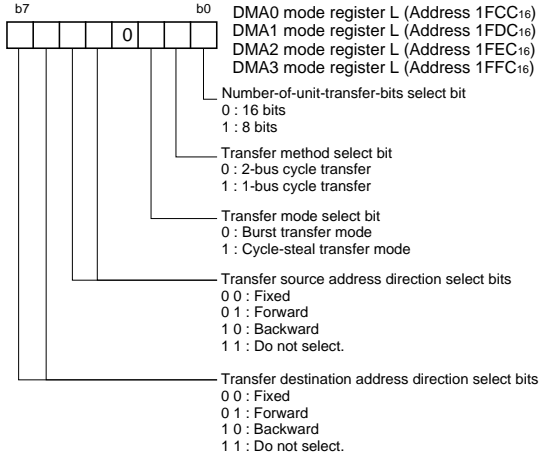 b7 b0
DMA0 mode register L (Address 1FCC16)
DMA1 mode register L (Address 1FDC16)
DMA2 mode register L (Address 1FEC16)
DMA3 mode register L (Address 1FFC16)
0
Number-of-unit-transfer-bits select bit
0 : 16 bits
1 : 8 bits
Transfer method select bit
0 : 2-bus cycle transfer
1 : 1-bus cycle transfer
Transfer mode select bit
0 : Burst transfer mode
1 : Cycle-steal transfer mode
Transfer source address direction select bits
0 0 : Fixed
0 1 : Forward
1 0 : Backward
1 1 : Do not select.
Transfer destination address direction select bits
0 0 : Fixed
0 1 : Forward
1 0 : Backward
1 1 : Do not select.